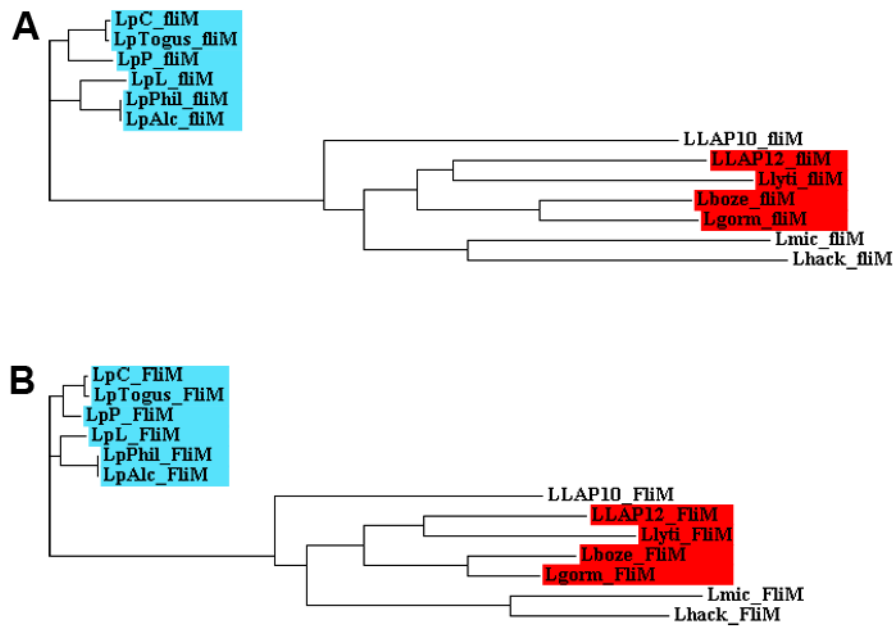 A
LpC_fliM
LpTogus_fliM
LpP_fliM
LpL_fliM
LpPhil_fliM
LpAlc_fliM
LLAP10_fliM
LLAP12_fliM
Llyti_fliM
Lboze_fliM
Lgorm_fliM
Lmic_fliM
Lhack_fliM
B
LpC_FliM
LpTogus_FliM
LpP_FliM
LpL_FliM
LpPhil_FliM
LpAlc_FliM
LLAP10_FliM
LLAP12_FliM
Llyti_FliM
Lboze_FliM
Lgorm_FliM
Lmic_FliM
Lhack_FliM